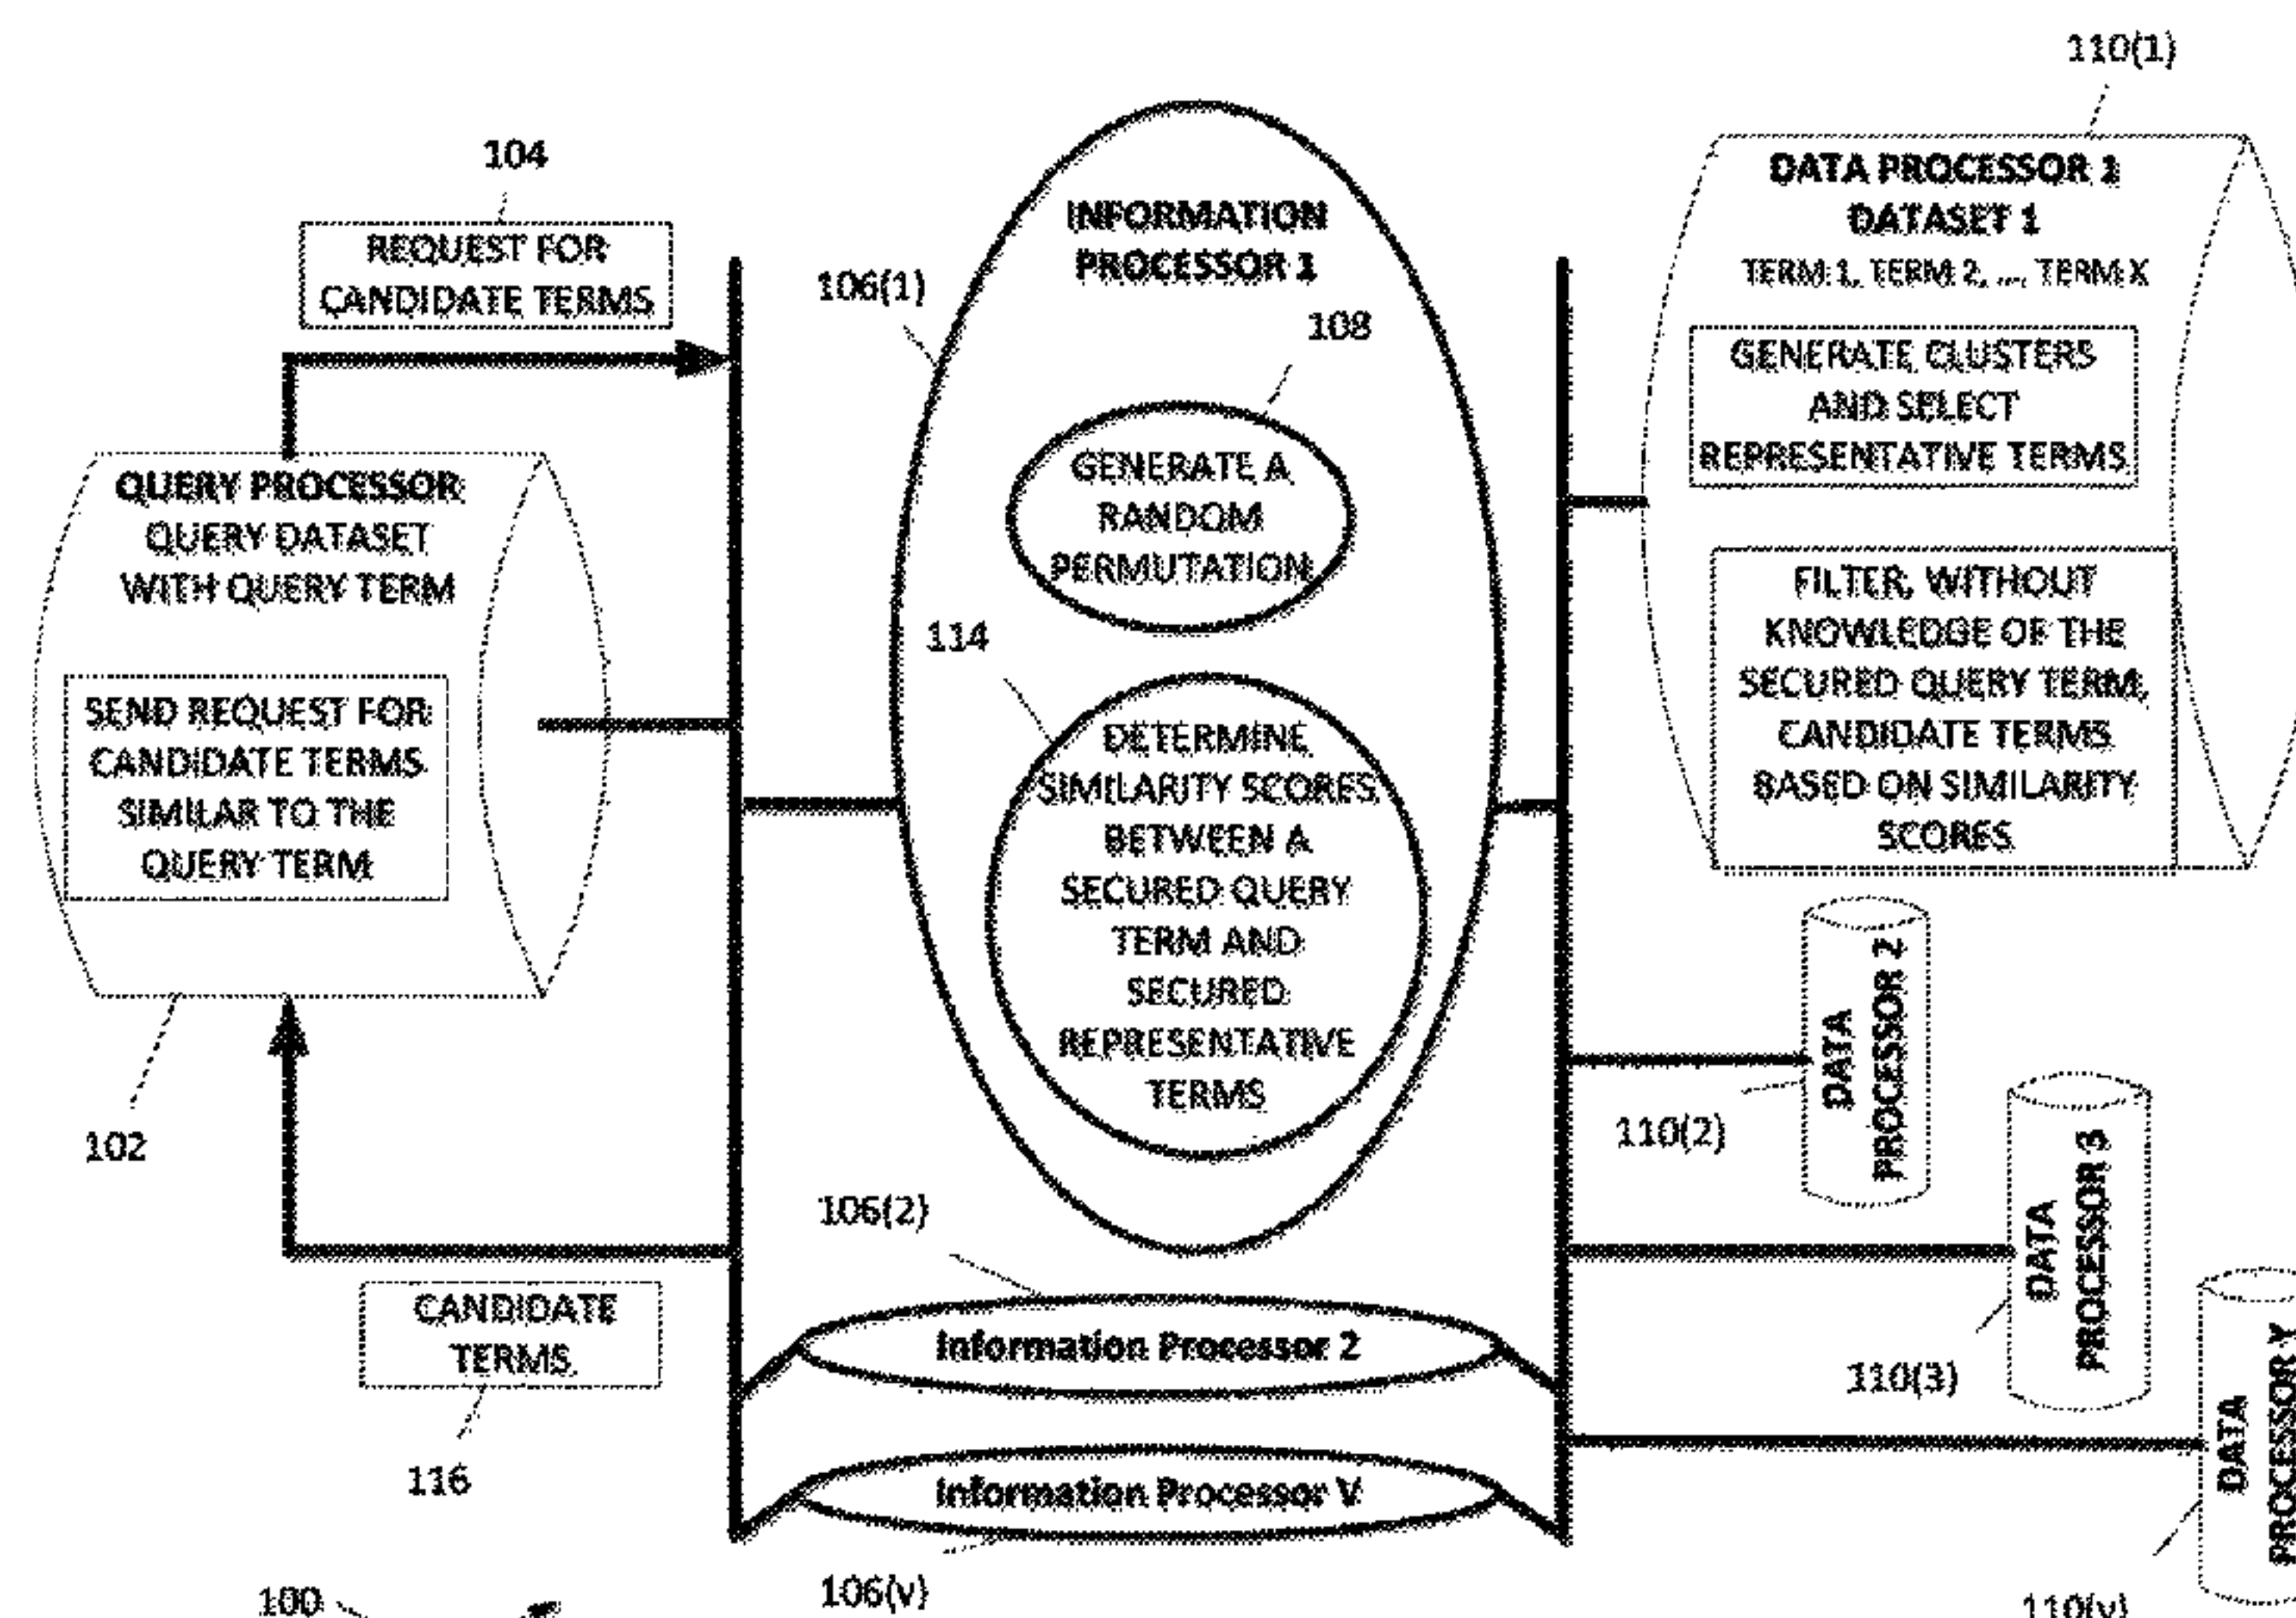 110(1)
104
REQUEST FOR
CANDIDATE TERMS
QUERY PROCESSOR
QUERY DATASET
WITH QUERY TERM
SEND REQUEST FOR
CANDIDATE TERMS
SIMILAR TO THE
QUERY TERM
102
CANDIDATE
TERMS
116
100
106(1)
INFORMATION
PROCESSOR 1
108
GENERATE A
RANDOM
PERMUTATION
114
DETERMINE
SIMILARITY SCORES
BETWEEN A
SECURED QUERY
TERM AND
SECURED
REPRESENTATIVE
TERMS
106(2)
Information Processor 2
Information Processor V
106(v)
DATA PROCESSOR 1
DATASET 1
TERM 1, TERM 2, ..., TERM X
GENERATE CLUSTERS
AND SELECT
REPRESENTATIVE TERMS
FILTER, WITHOUT
KNOWLEDGE OF THE
SECURED QUERY TERM,
CANDIDATE TERMS
BASED ON SIMILARITY
SCORES
DATA
PROCESSOR 2
110(2)
DATA
PROCESSOR 3
110(3)
DATA
PROCESSOR Y
110(y)